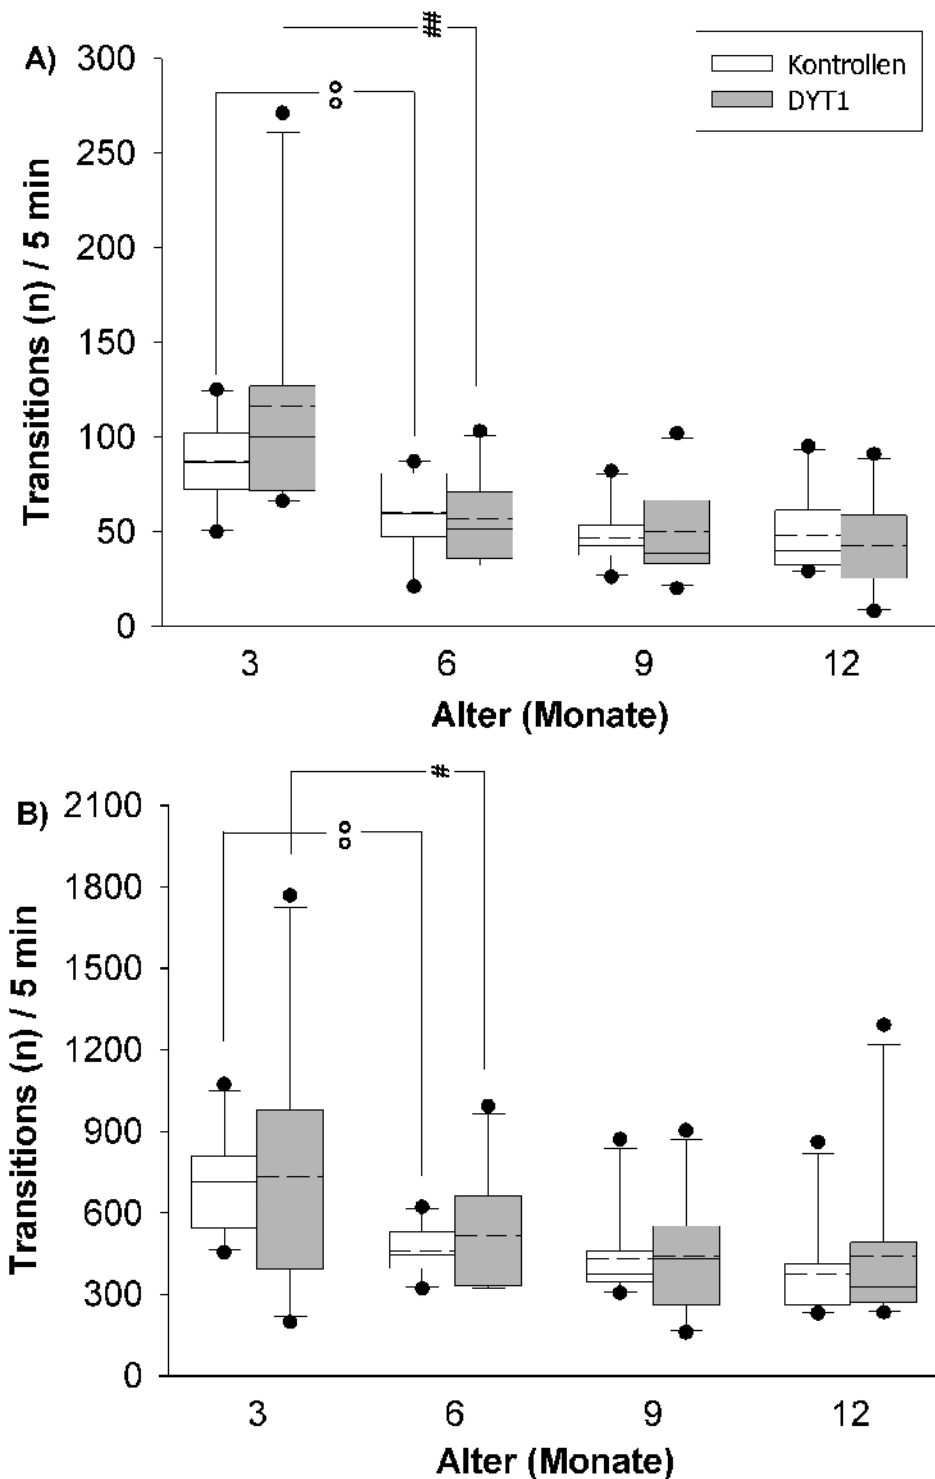 ##
A)
300
Kontrollen
°°
DYT1
250
200
150
100
50
0
Transitions (n) / 5 min
3 6 9 12
Alter (Monate)
#
B)
2100
°°
1800
1500
1200
900
600
300
0
Transitions (n) / 5 min
3 6 9 12
Alter (Monate)